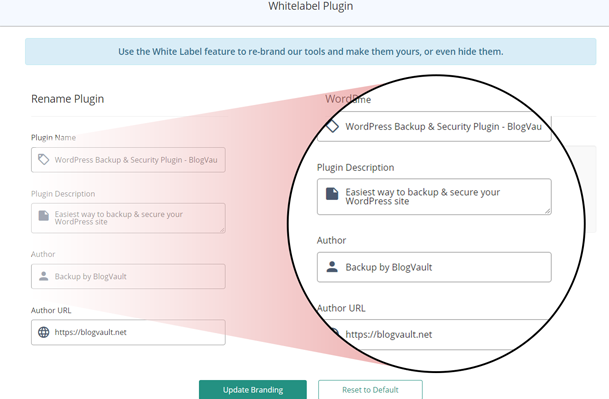 Whitelabel Plugin
Use the White Label feature to re-brand our tools and make them yours, or even hide them.
Rename Plugin
Plugin Name
WordPress Backup & Security Plugin - BlogVau
Plugin Description
Easiest way to backup & secure your
WordPress site
Author
Backup by BlogVault
Author URL
https://blogvault.net
WordPress Backup & Security Plugin - BlogVau
Plugin Description
Easiest way to backup & secure your
WordPress site
Author
Backup by BlogVault
Author URL
https://blogvault.net
Update Branding
Reset to Default